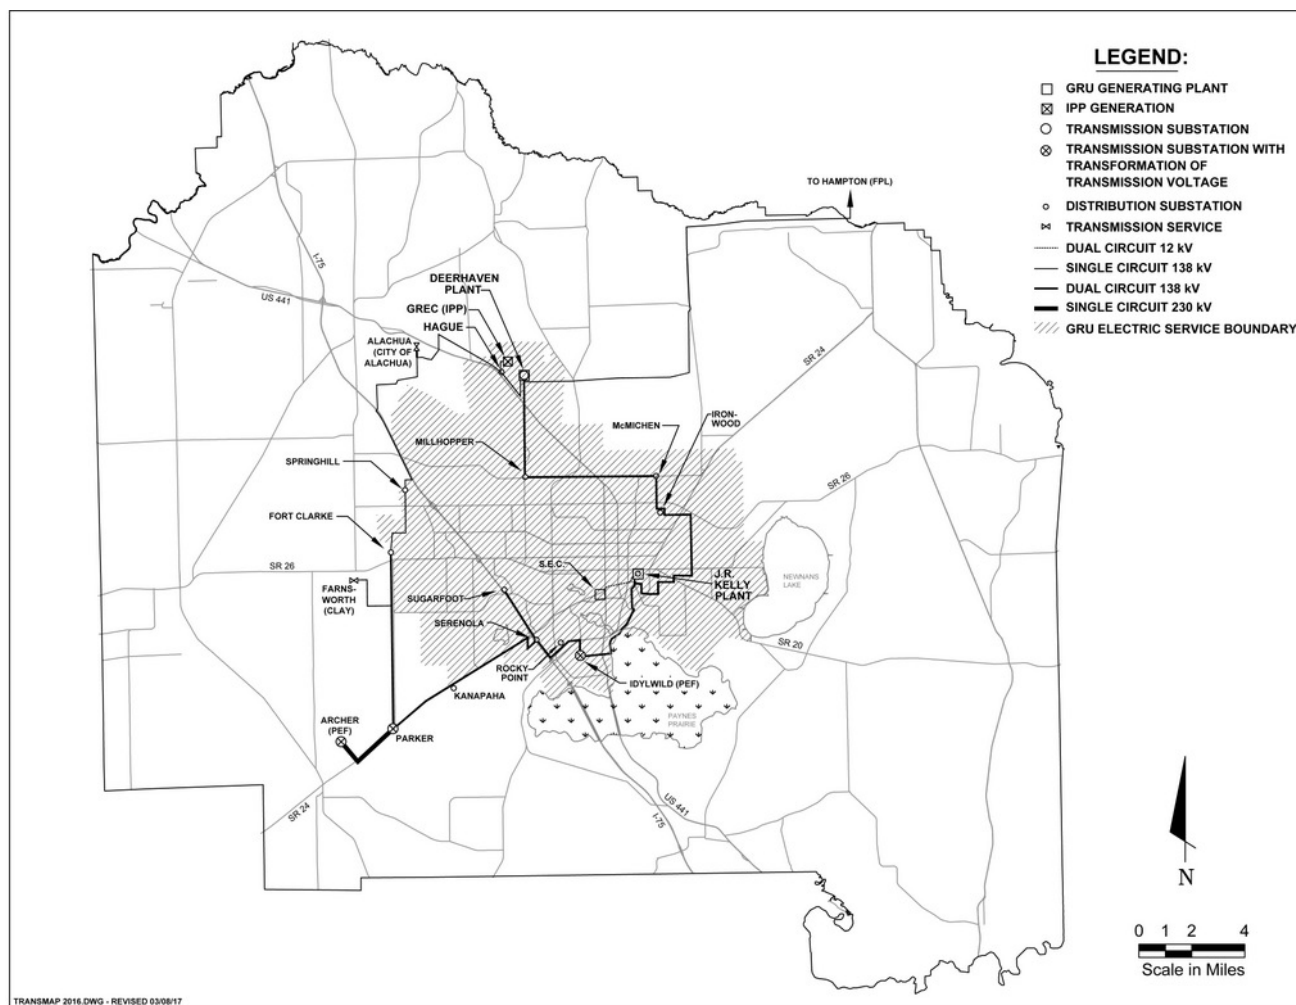 LEGEND:
GRU GENERATING PLANT
IPP GENERATION
TRANSMISSION SUBSTATION
TRANSMISSION SUBSTATION WITH
TRANSFORMATION OF
TRANSMISSION VOLTAGE
DISTRIBUTION SUBSTATION
TRANSMISSION SERVICE
DUAL CIRCUIT 12 kV
SINGLE CIRCUIT 138 kV
DUAL CIRCUIT 138 kV
SINGLE CIRCUIT 230 kV
GRU ELECTRIC SERVICE BOUNDARY
TO HAMPTON (FPL)
I-75
US 441
DEERHAVEN
PLANT
GREC (IPP)
HAGUE
ALACHUA
(CITY OF
ALACHUA)
SR 24
IRON-
WOOD
McMICHEN
MILLHOPPER
SPRINGHILL
SR 26
FORT CLARKE
SR 26
S.E.C.
J.R.
KELLY
PLANT
NEWNANS
LAKE
FARNS-
WORTH
(CLAY)
SUGARFOOT
SERENOLA
SR 20
ROCKY
POINT
IDYLWILD (PEF)
KANAPAHA
PAYNES
PRAIRIE
ARCHER
(PEF)
PARKER
SR 24
US 441
I-75
N
0 1 2 4
Scale in Miles
TRANSMAP 2016.DWG - REVISED 03/08/17